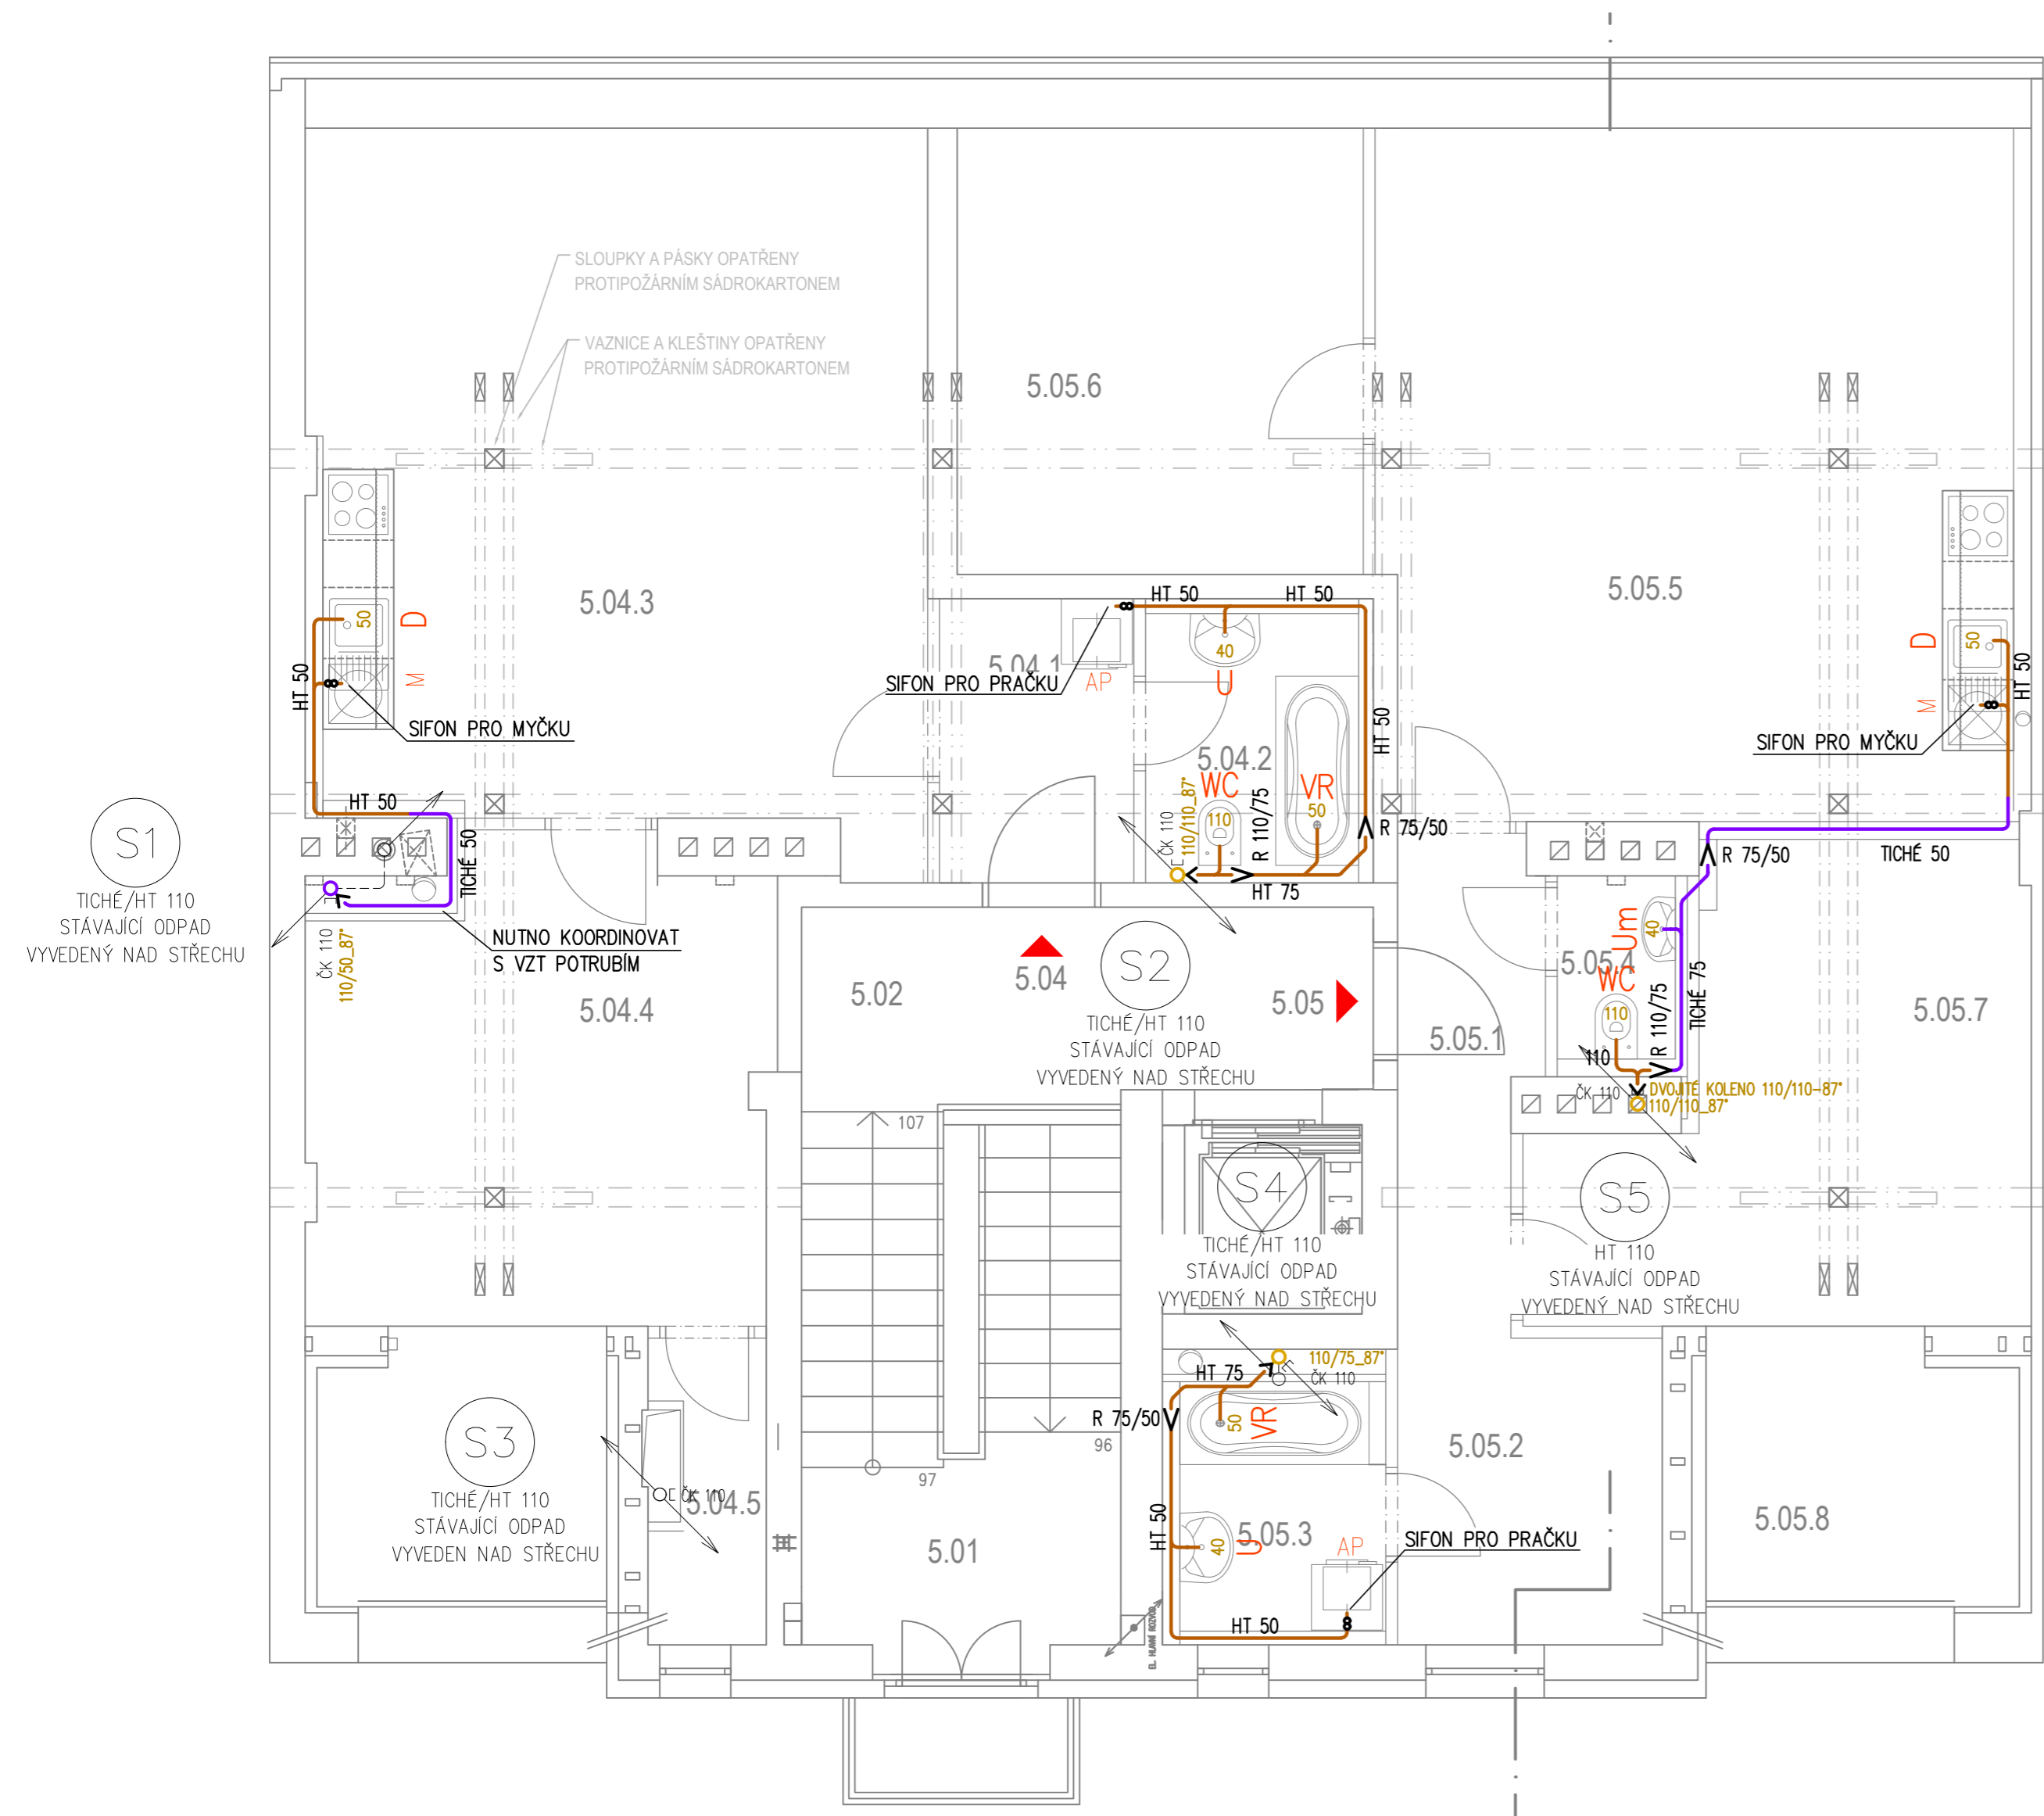 SLOUPKY A PÁSKY OPATŘENY
PROTIPOŽÁRNÍM SÁDROKARTONEM
VAZNICE A KLEŠTINY OPATŘENY
PROTIPOŽÁRNÍM SÁDROKARTONEM
5.05.6
5.04.3
5.05.5
HT 50
HT 50
8
50
D
HT 50
8
M
SIFON PRO MYČKU
5.04.1
SIFON PRO PRAČKU
AP
40
U
HT 50
5.04.2
WC
VR
50
110
R 110/75
ČK 110
110/110_87°
HT 75
R 75/50
D
50
HT 50
M
8
SIFON PRO MYČKU
R 75/50
TICHÉ 50
S1
TICHÉ/HT 110
STÁVAJÍCÍ ODPAD
VYVEDENÝ NAD STŘECHU
HT 50
TICHÉ 50
ČK 110
110/50_87°
NUTNO KOORDINOVAT
S VZT POTRUBÍM
5.04.4
5.02
5.04
S2
5.05
TICHÉ/HT 110
STÁVAJÍCÍ ODPAD
VYVEDENÝ NAD STŘECHU
5.05.1
5.05.4
Um
40
WC
110
R 110/75
TICHÉ 75
110
5.05.7
ČK 110
DVOJITÉ KOLENO 110/110-87°
110/110_87°
107
S4
TICHÉ/HT 110
STÁVAJÍCÍ ODPAD
VYVEDENÝ NAD STŘECHU
S5
HT 110
STÁVAJÍCÍ ODPAD
VYVEDENÝ NAD STŘECHU
HT 75
110/75_87°
ČK 110
R 75/50
50
VR
96
97
5.05.2
S3
TICHÉ/HT 110
STÁVAJÍCÍ ODPAD
VYVEDEN NAD STŘECHU
ČK 110
5.04.5
5.01
HT 50
40
U
5.05.3
AP
SIFON PRO PRAČKU
5.05.8
HT 50
8
EL. HLAVNÍ ROZVOD